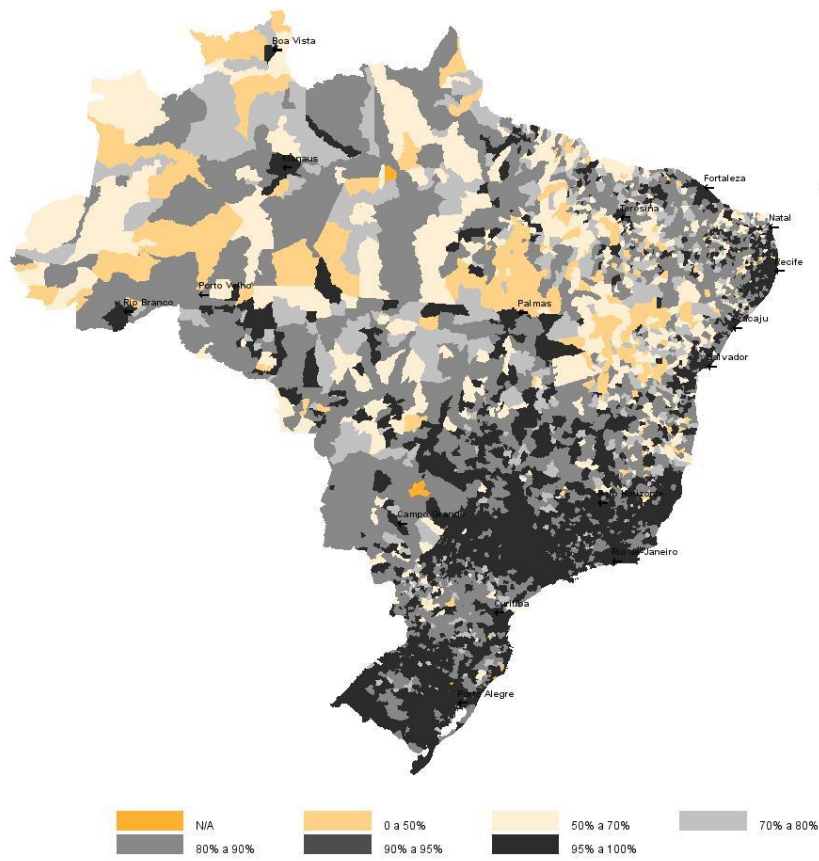 Boa Vista
Manaus
Fortaleza
Teresina
Natal
Recife
Porto Velho
Rio Branco
Palmas
Aracaju
Salvador
Belo Horizonte
Campo Grande
Rio de Janeiro
Curitiba
Porto Alegre
N/A
0 a 50%
50% a 70%
70% a 80%
80% a 90%
90% a 95%
95% a 100%